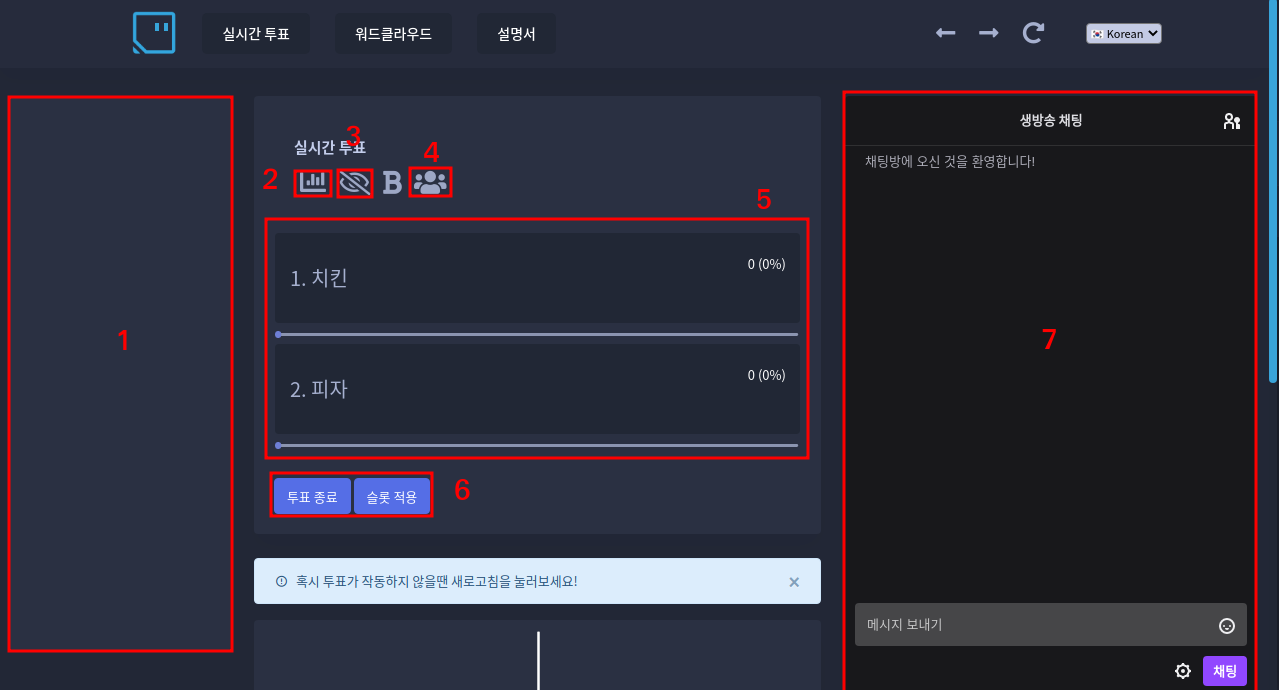 실시간 투표
워드클라우드
설명서
🇰🇷 Korean
1
실시간 투표
3
2
B
4
5
1. 치킨
0 (0%)
2. 피자
0 (0%)
투표 종료
슬롯 적용
6
혹시 투표가 작동하지 않을땐 새로고침을 눌러보세요!
×
생방송 채팅
채팅방에 오신 것을 환영합니다!
7
메시지 보내기
채팅